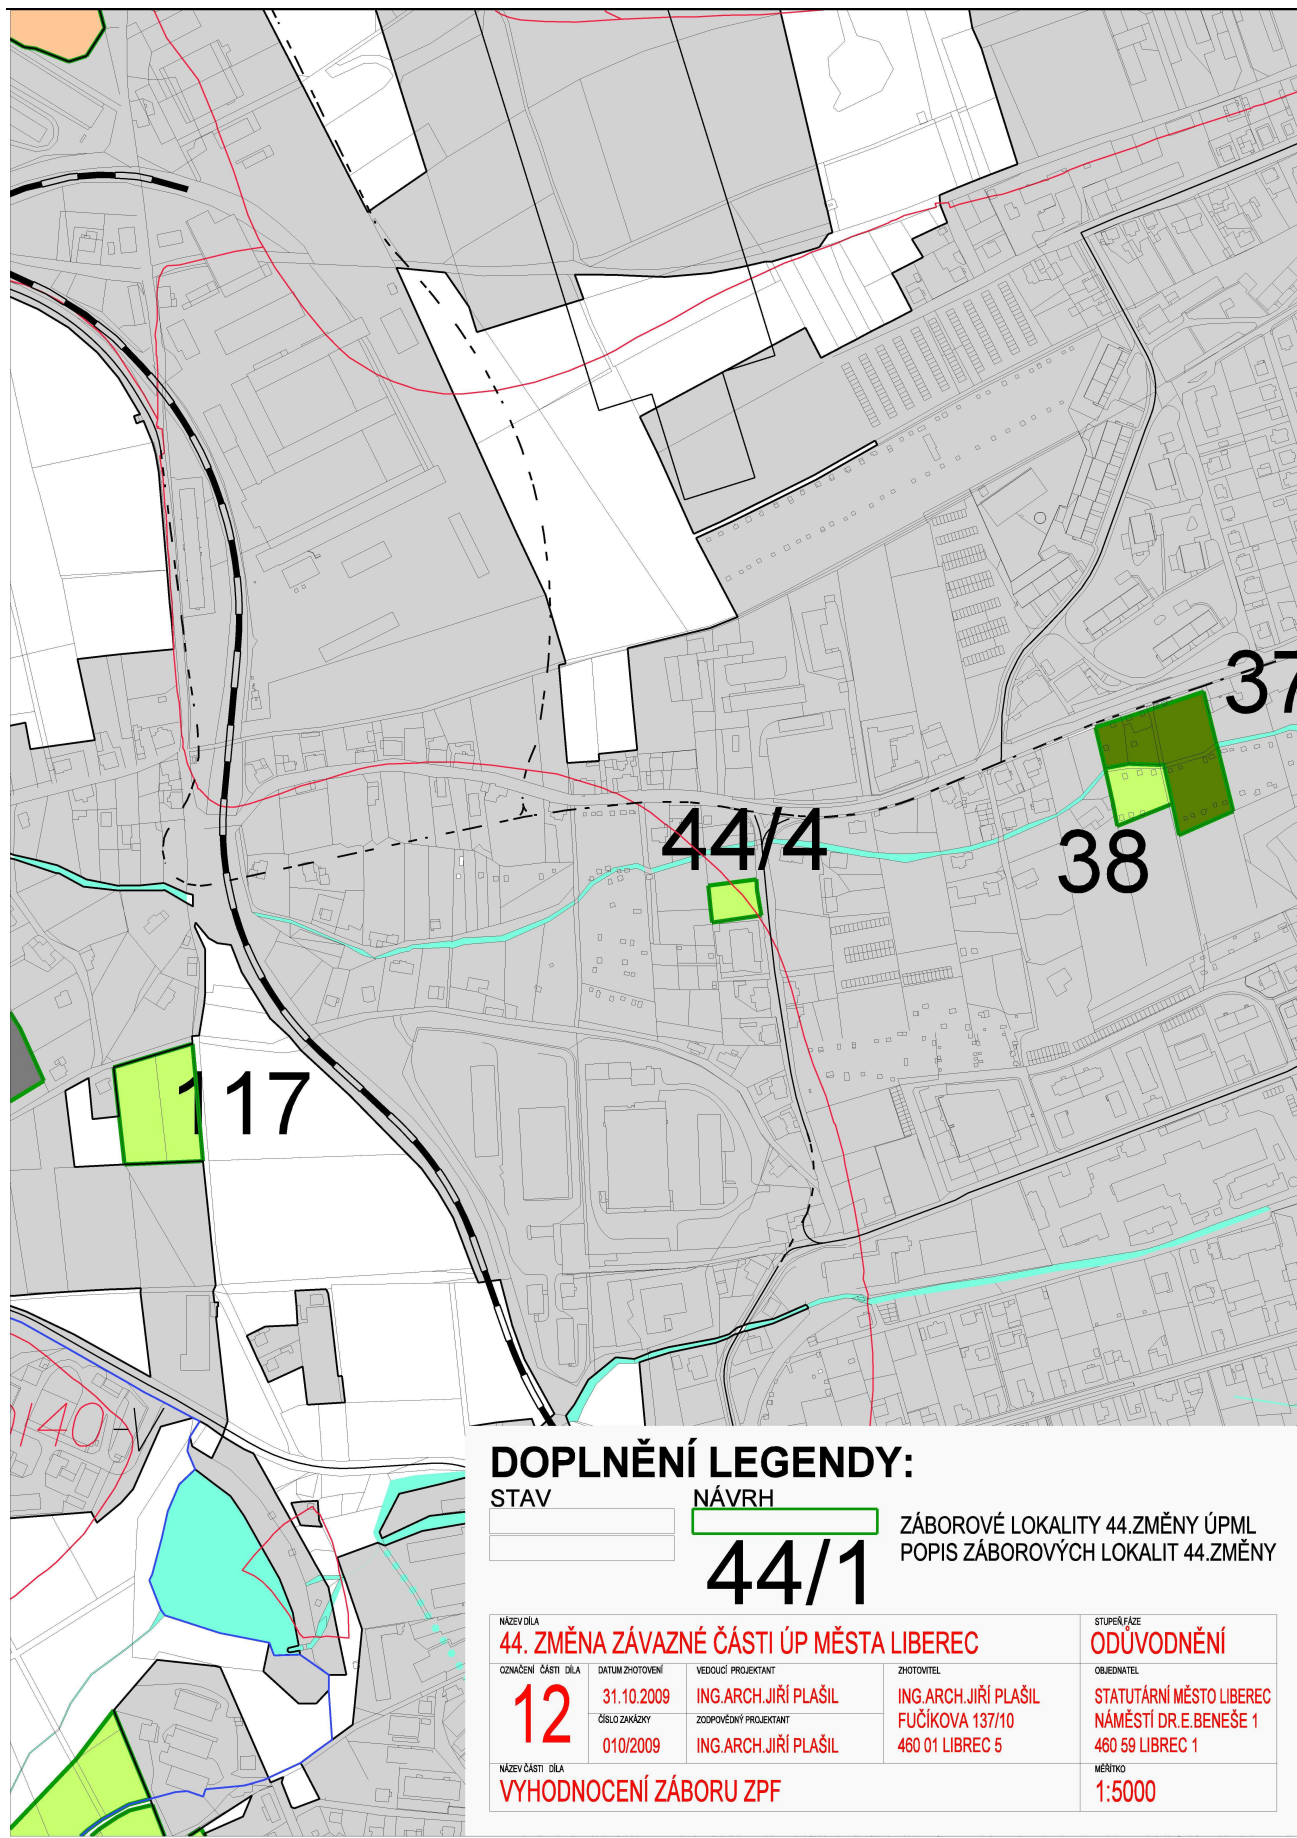 37
44/4
38
117
DOPLNĚNÍ LEGENDY:
STAV
NÁVRH
ZÁBOROVÉ LOKALITY 44.ZMĚNY ÚPML
44/1
POPIS ZÁBOROVÝCH LOKALIT 44.ZMĚNY
NÁZEV DÍLA
44. ZMĚNA ZÁVAZNÉ ČÁSTI ÚP MĚSTA LIBEREC
STUPEŇ,FÁZE
ODŮVODNĚNÍ
OZNAČENÍ ČÁSTI DÍLA
12
DATUM ZHOTOVENÍ
31.10.2009
ČÍSLO ZAKÁZKY
010/2009
VEDOUCÍ PROJEKTANT
ING.ARCH.JIŘÍ PLAŠIL
ZODPOVĚDNÝ PROJEKTANT
ING.ARCH.JIŘÍ PLAŠIL
ZHOTOVITEL
ING.ARCH.JIŘÍ PLAŠIL
FUČÍKOVA 137/10
460 01 LIBREC 5
OBJEDNATEL
STATUTÁRNÍ MĚSTO LIBEREC
NÁMĚSTÍ DR.E.BENEŠE 1
460 59 LIBREC 1
NÁZEV ČÁSTI DÍLA
VYHODNOCENÍ ZÁBORU ZPF
MĚŘÍTKO
1:5000